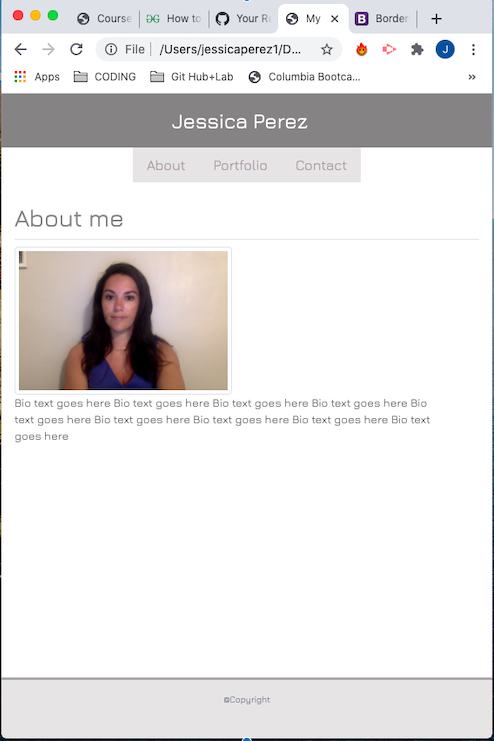 Course
How to
Your R
My
Border
File
/Users/jessicaperez1/D...
J
Apps
CODING
Git Hub+Lab
Columbia Bootca...
»
Jessica Perez
About
Portfolio
Contact
About me
Bio text goes here Bio text goes here Bio text goes here Bio text goes here Bio
text goes here Bio text goes here Bio text goes here Bio text goes here Bio text
goes here
©Copyright